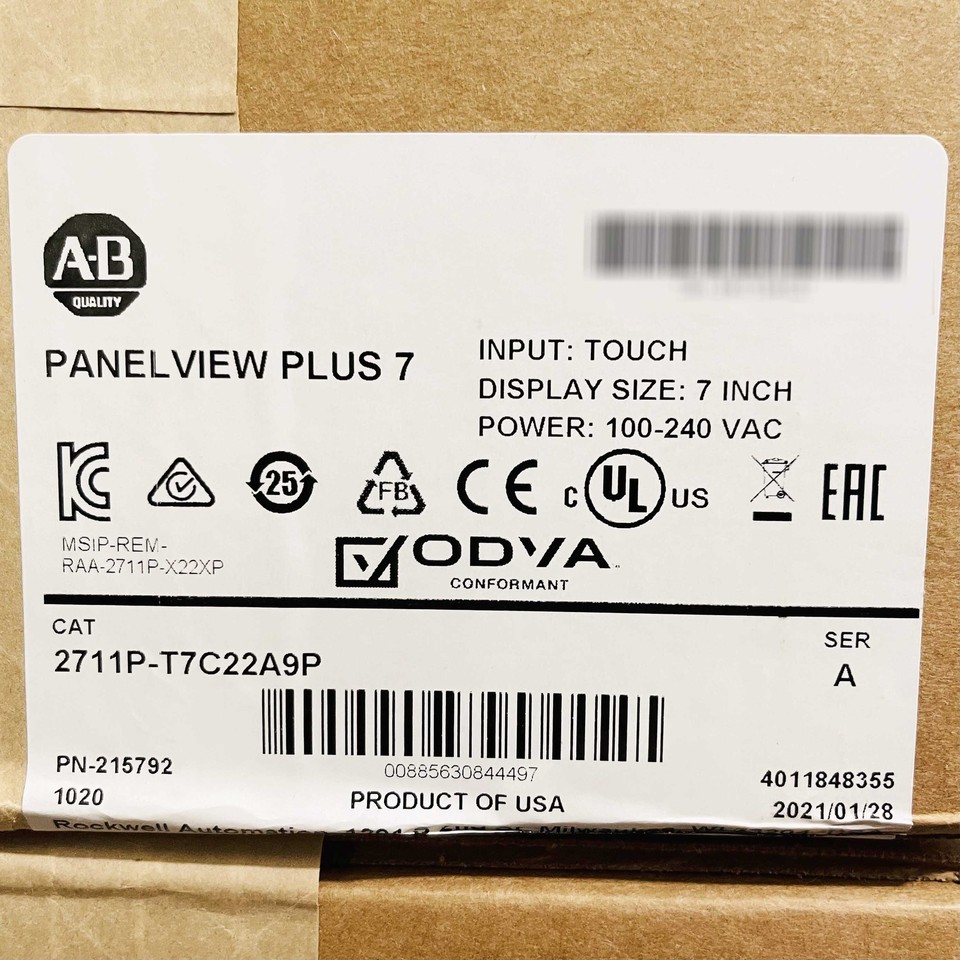 A-B
QUALITY
PANELVIEW PLUS 7
INPUT: TOUCH
DISPLAY SIZE: 7 INCH
POWER: 100-240 VAC
25
FB
CE
C UL US
EAC
MSIP-REM-
RAA-2711P-X22XP
ODVA
CONFORMANT
CAT
2711P-T7C22A9P
SER
A
00885630844497
PN-215792
1020
PRODUCT OF USA
4011848355
2021/01/28
Rockwell Automation